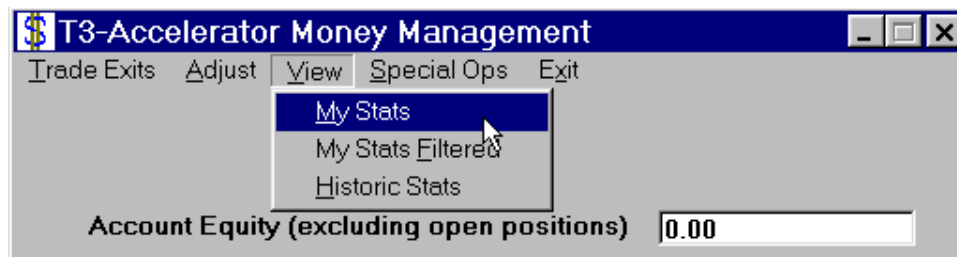 T3-Accelerator Money Management
Trade Exits Adjust View Special Ops Exit
My Stats
My Stats Filtered
Historic Stats
Account Equity (excluding open positions) 0.00